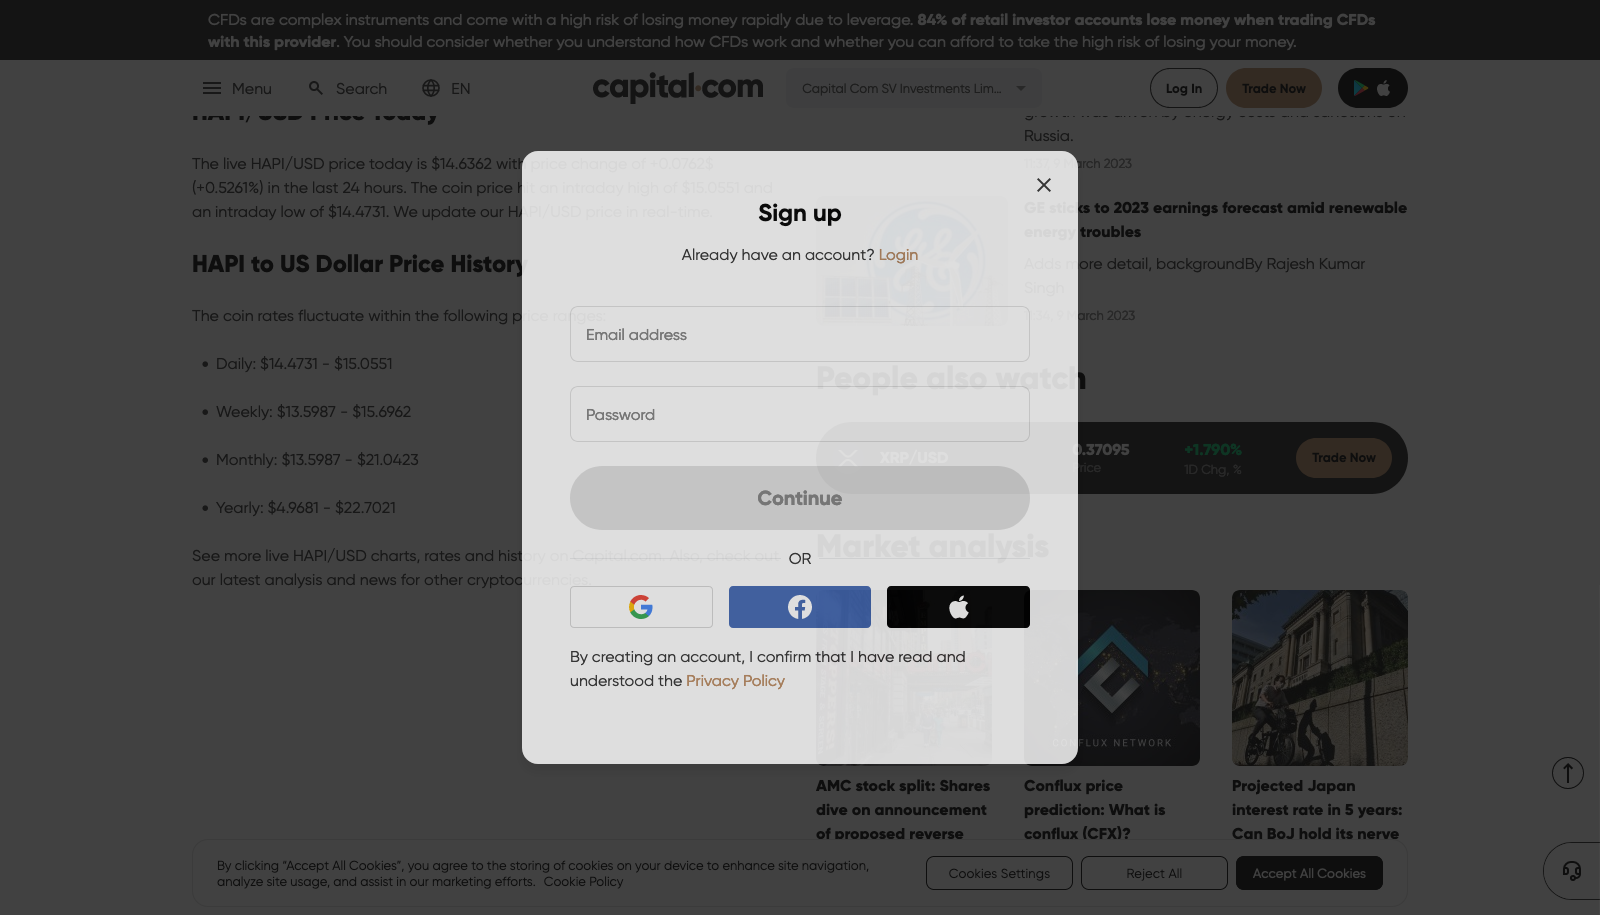 CFDs are complex instruments and come with a high risk of losing money rapidly due to leverage. 84% of retail investor accounts lose money when trading CFDs
with this provider. You should consider whether you understand how CFDs work and whether you can afford to take the high risk of losing your money.
Menu
Search
EN
capital.com
Capital Com SV Investments Lim...
Log In
Trade Now
HAPI/USD Price Today
The live HAPI/USD price today is $14.6362 with price change of +0.0762$
(+0.5261%) in the last 24 hours. The coin price hit an intraday high of $15.0551 and
an intraday low of $14.4731. We update our HAPI/USD price in real-time.
HAPI to US Dollar Price History
The coin rates fluctuate within the following price ranges:
Daily: $14.4731 - $15.0551
Weekly: $13.5987 - $15.6962
Monthly: $13.5987 - $21.0423
Yearly: $4.9681 - $22.7021
See more live HAPI/USD charts, rates and history on Capital.com. Also, check out
our latest analysis and news for other cryptocurrencies.
Sign up
Already have an account? Login
Email address
Password
Continue
OR
By creating an account, I confirm that I have read and
understood the Privacy Policy
growth was driven by energy costs and sanctions on
Russia.
March 2023
GE sticks to 2023 earnings forecast amid renewable
energy troubles
Adds more detail, backgroundBy Rajesh Kumar
Singh
9 March 2023
People also watch
XRP/USD
0.37095
Price
+1.790%
1D Chg, %
Trade Now
Market analysis
CONFLUX NETWORK
AMC stock split: Shares
dive on announcement
of proposed reverse
Conflux price
prediction: What is
conflux (CFX)?
Projected Japan
interest rate in 5 years:
Can BoJ hold its nerve
By clicking “Accept All Cookies”, you agree to the storing of cookies on your device to enhance site navigation,
analyze site usage, and assist in our marketing efforts. Cookie Policy
Cookies Settings
Reject All
Accept All Cookies